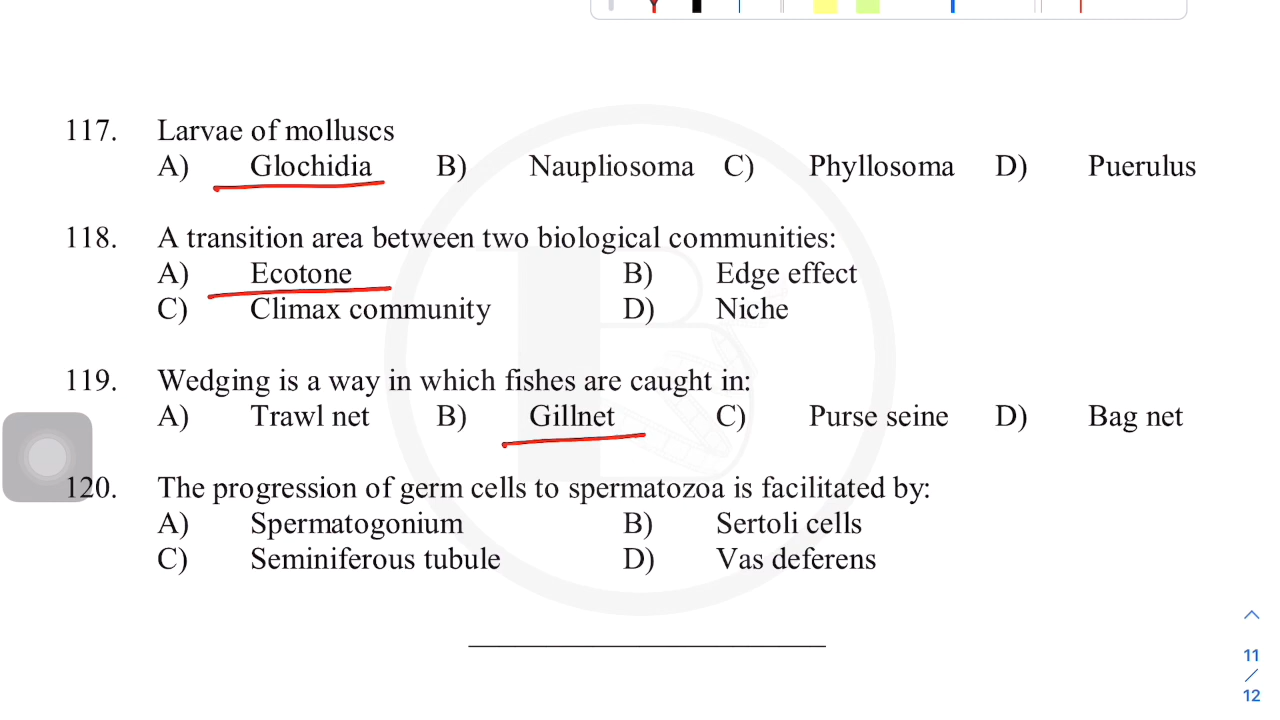 117. Larvae of molluscs
A) Glochidia B) Naupliosoma C) Phyllosoma D) Puerulus
118. A transition area between two biological communities:
A) Ecotone B) Edge effect
C) Climax community D) Niche
119. Wedging is a way in which fishes are caught in:
A) Trawl net B) Gillnet C) Purse seine D) Bag net
120. The progression of germ cells to spermatozoa is facilitated by:
A) Spermatogonium B) Sertoli cells
C) Seminiferous tubule D) Vas deferens
11
/
12